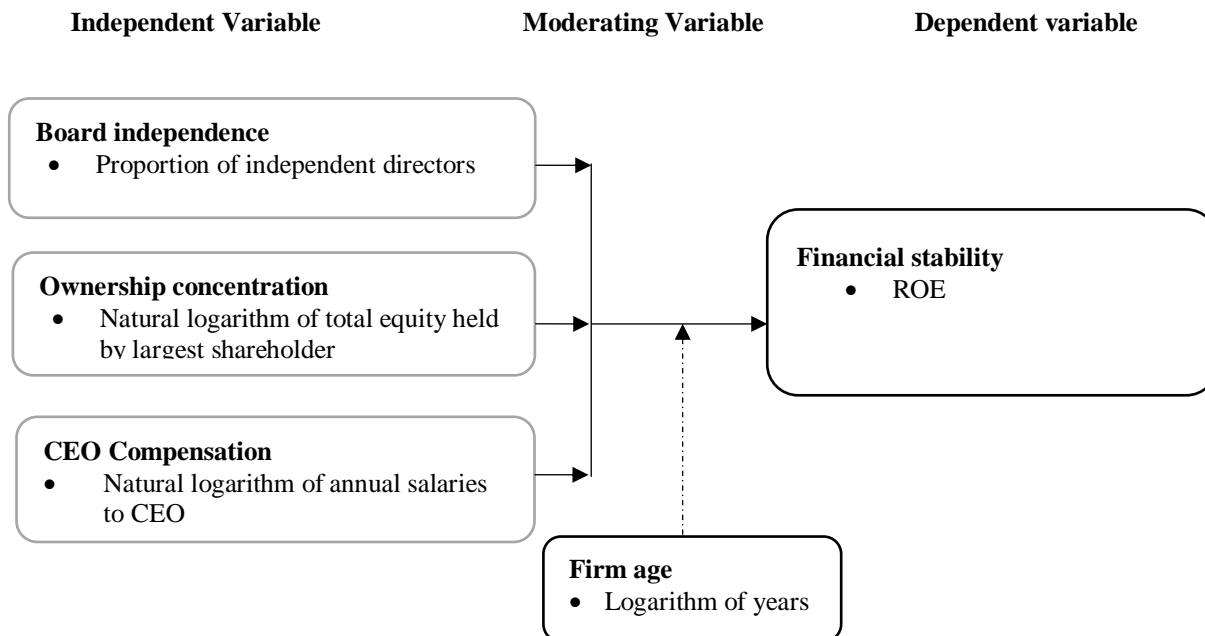 Independent Variable
Moderating Variable
Dependent variable
Board independence
• Proportion of independent directors
Ownership concentration
• Natural logarithm of total equity held
by largest shareholder
CEO Compensation
• Natural logarithm of annual salaries
to CEO
Financial stability
• ROE
Firm age
• Logarithm of years